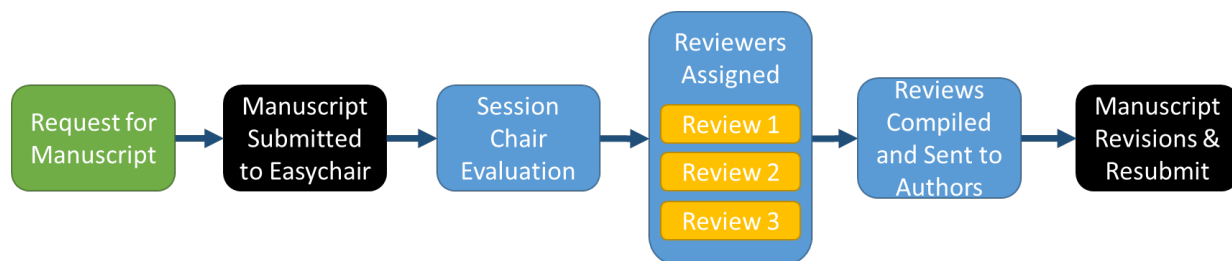 Request for
Manuscript
Manuscript
Submitted
to Easychair
Session
Chair
Evaluation
Reviewers
Assigned
Review 1
Review 2
Review 3
Reviews
Compiled
and Sent to
Authors
Manuscript
Revisions &
Resubmit